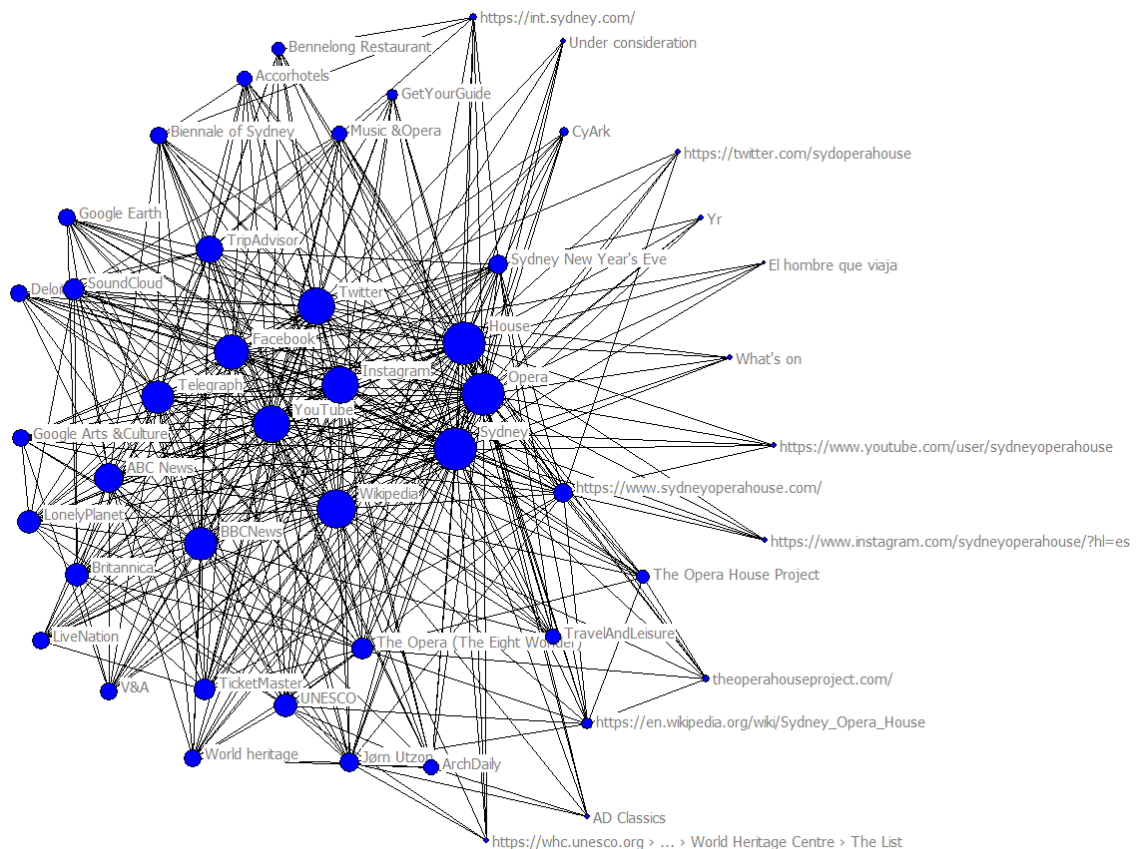 https://int.sydney.com/
Under consideration
Bennelong Restaurant
Accorhotels
GetYourGuide
Biennale of Sydney
Music &Opera
CyArk
https://twitter.com/sydoperahouse
Google Earth
Yr
TripAdvisor
Sydney New Year's Eve
El hombre que viaja
SoundCloud
Twitter
House
Facebook
What's on
Instagram
Opera
Telegraph
YouTube
Sydney
Google Arts &Culture
https://www.youtube.com/user/sydneyoperahouse
ABC News
https://www.sydneyoperahouse.com/
Wikipedia
LonelyPlanet
BBCNews
https://www.instagram.com/sydneyoperahouse/?hl=es
Britannica
The Opera House Project
LiveNation
The Opera (The Eight Wonder)
TravelAndLeisure
theoperahouseproject.com/
V&A
TicketMaster
UNESCO
https://en.wikipedia.org/wiki/Sydney_Opera_House
World heritage
Jørn Utzon
ArchDaily
AD Classics
https://whc.unesco.org › ... › World Heritage Centre › The List